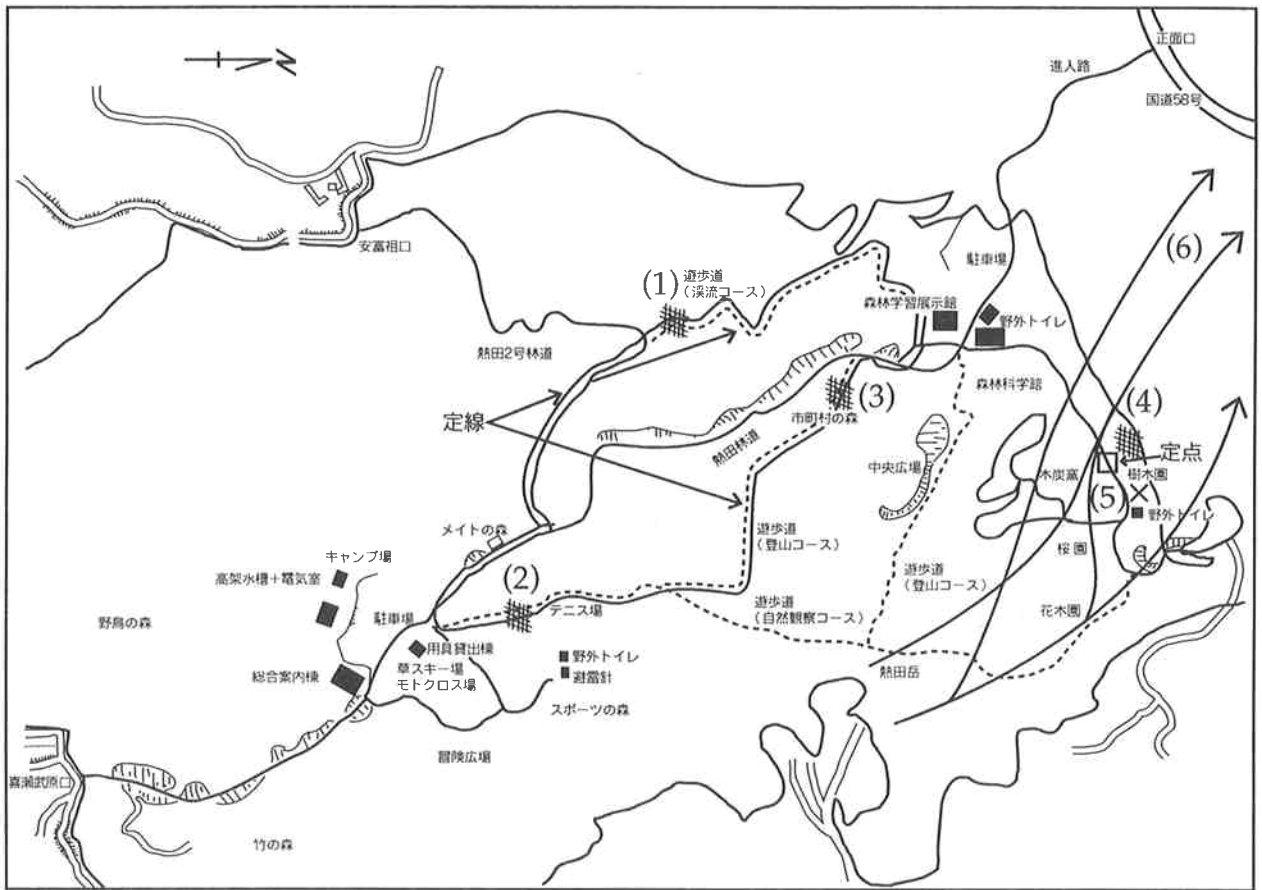 正面口
進入路
国道58号
N
安富祖口
(6)
(1)
遊歩道
(渓流コース)
駐車場
森林学習展示館
野外トイレ
熱田2号林道
森林科学館
(3)
市町村の森
(4)
定線
熱田林道
中央広場
木炭窯
定点
樹木園
(5)
野外トイレ
メイトの森
遊歩道
(登山コース)
桜園
キャンプ場
高架水槽+電気室
(2)
遊歩道
(登山コース)
駐車場
テニス場
遊歩道
(自然観察コース)
花木園
野鳥の森
用具貸出棟
野外トイレ
草スキー場
避雷針
モトクロス場
総合案内棟
熱田岳
スポーツの森
冒険広場
喜瀬武原口
竹の森